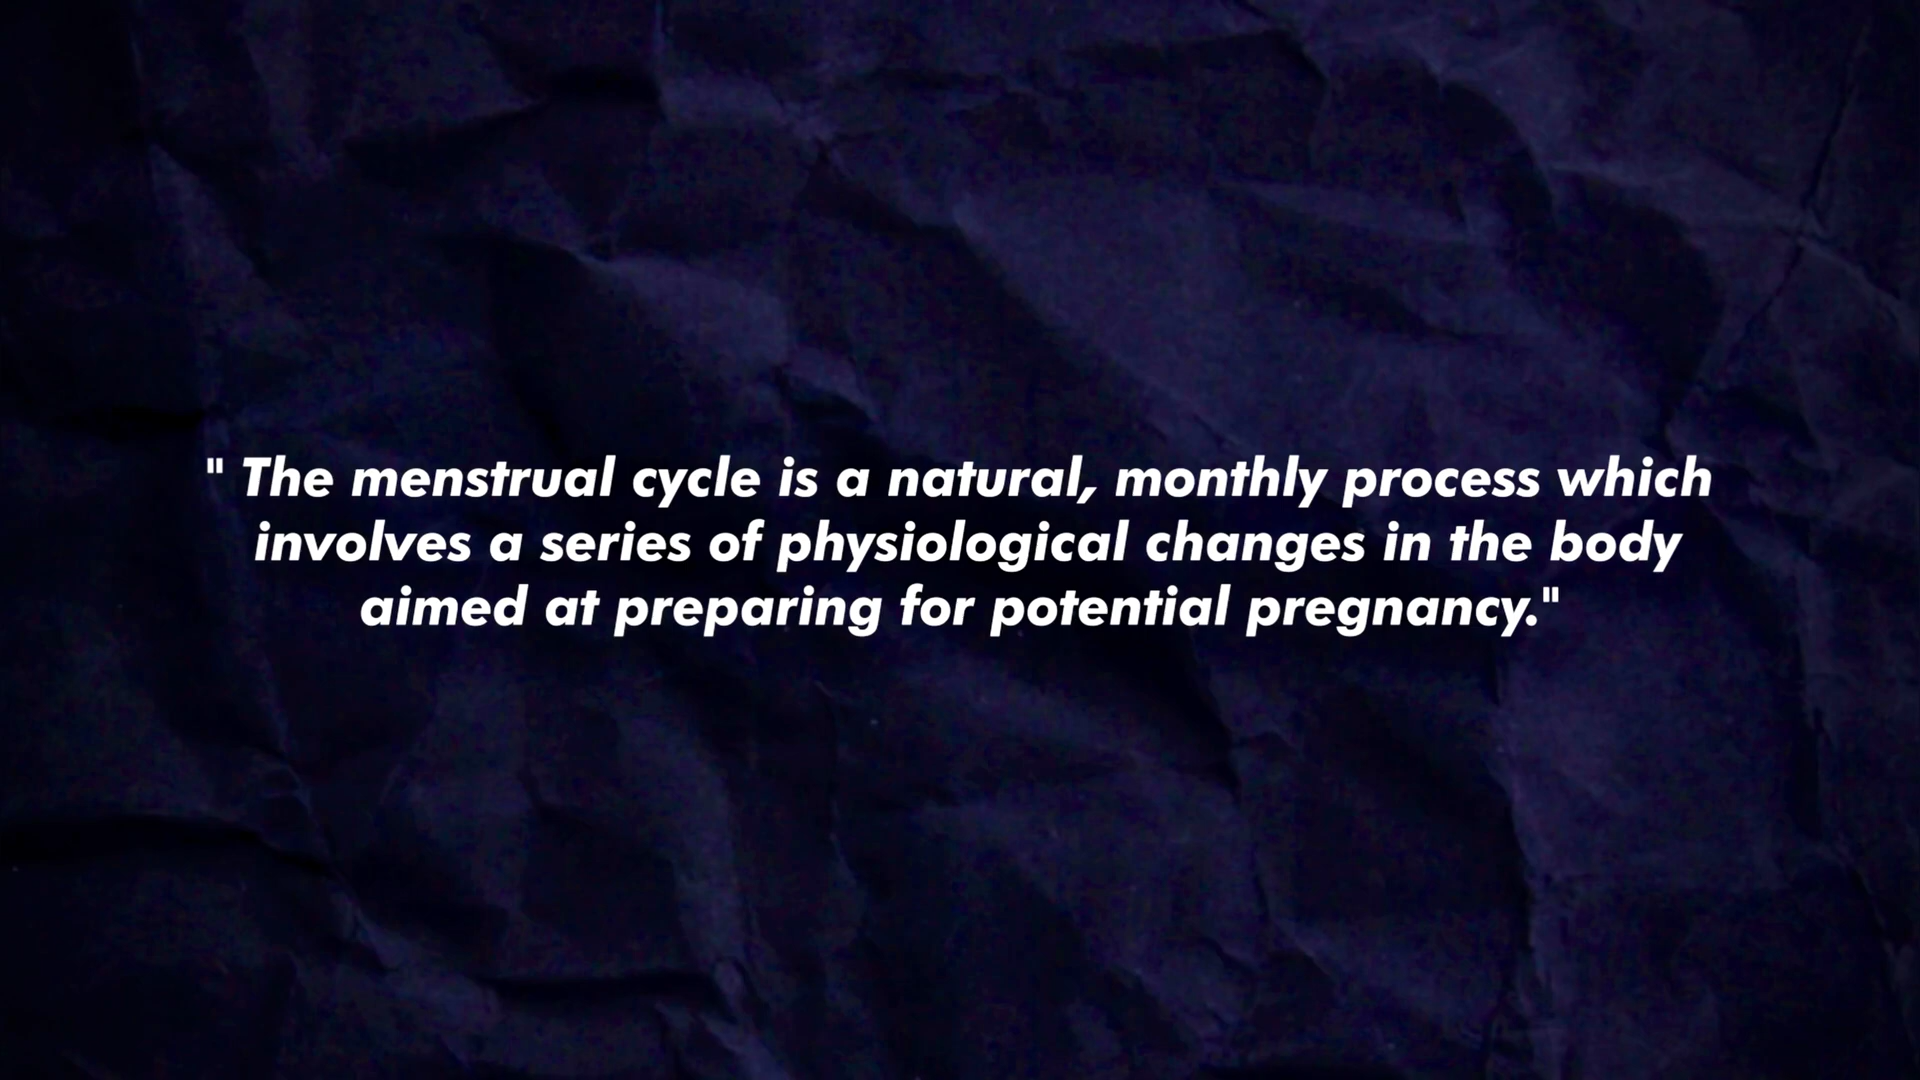 " The menstrual cycle is a natural, monthly process which
involves a series of physiological changes in the body
aimed at preparing for potential pregnancy."